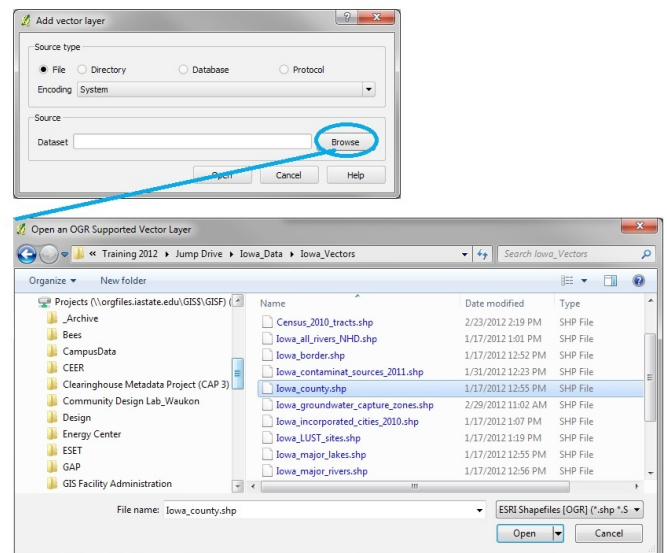 Add vector layer
Source type
File Directory Database Protocol
Encoding System
Source
Dataset Browse
Open Cancel Help
Open an OGR Supported Vector Layer
« Training 2012 Jump Drive Iowa_Data Iowa_Vectors Search Iowa_Vectors
Organize New folder
Projects (\\orgfiles.iastate.edu\GISS\GISF) ( Name Date modified Type
_Archive Census_2010_tracts.shp 2/23/2012 2:19 PM SHP File
Bees Iowa_all_rivers_NHD.shp 1/17/2012 1:01 PM SHP File
CampusData Iowa_border.shp 1/17/2012 12:52 PM SHP File
CEER Iowa_contaminat_sources_2011.shp 1/31/2012 12:23 PM SHP File
Clearinghouse Metadata Project (CAP 3) Iowa_county.shp 1/17/2012 12:55 PM SHP File
Community Design Lab_Waukon Iowa_groundwater_capture_zones.shp 2/29/2012 11:02 AM SHP File
Design Iowa_incorporated_cities_2010.shp 1/17/2012 1:07 PM SHP File
Energy Center Iowa_LUST_sites.shp 1/17/2012 1:19 PM SHP File
ESET Iowa_major_lakes.shp 1/17/2012 12:55 PM SHP File
GAP Iowa_major_rivers.shp 1/17/2012 12:56 PM SHP File
GIS Facility Administration
File name: Iowa_county.shp ESRI Shapefiles [OGR] (*.shp *.S
Open Cancel